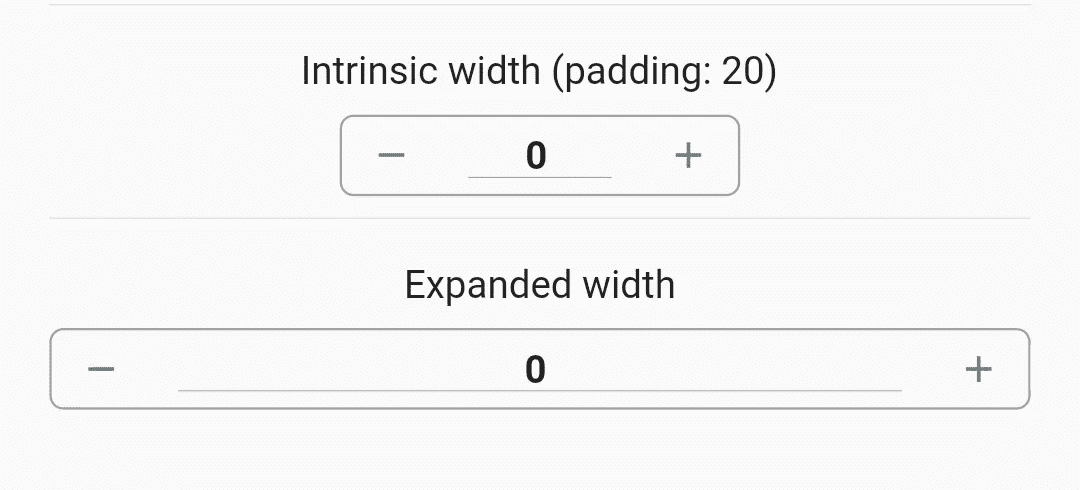 Intrinsic width (padding: 20)
− 0 +
Expanded width
− 0 +